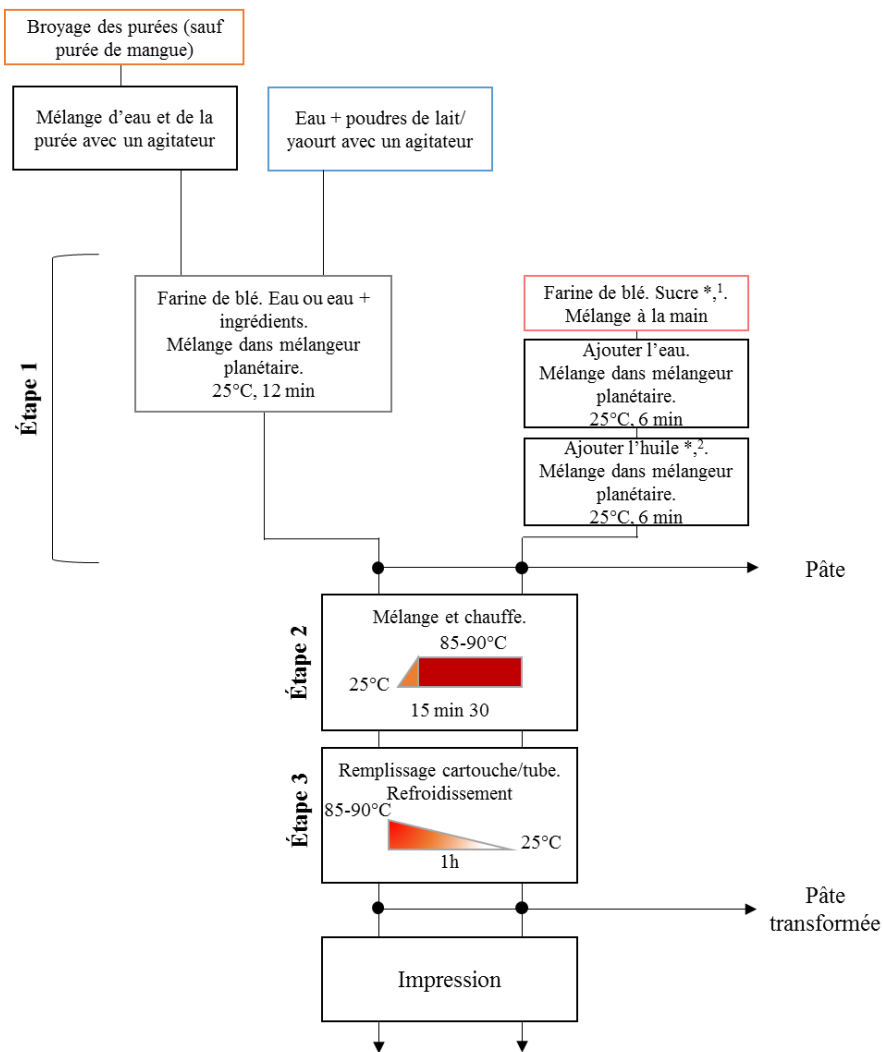 Broyage des purées (sauf
purée de mangue)
Mélange d'eau et de la
purée avec un agitateur
Eau + poudres de lait/
yaourt avec un agitateur
Étape 1
Farine de blé. Eau ou eau +
ingrédients.
Mélange dans mélangeur
planétaire.
25°C, 12 min
Farine de blé. Sucre *,¹.
Mélange à la main
Ajouter l'eau.
Mélange dans mélangeur
planétaire.
25°C, 6 min
Ajouter l'huile *,².
Mélange dans mélangeur
planétaire.
25°C, 6 min
Pâte
Étape 2
Mélange et chauffe.
85-90°C
25°C
15 min 30
Étape 3
Remplissage cartouche/tube.
Refroidissement
85-90°C
25°C
1h
Pâte
transformée
Impression